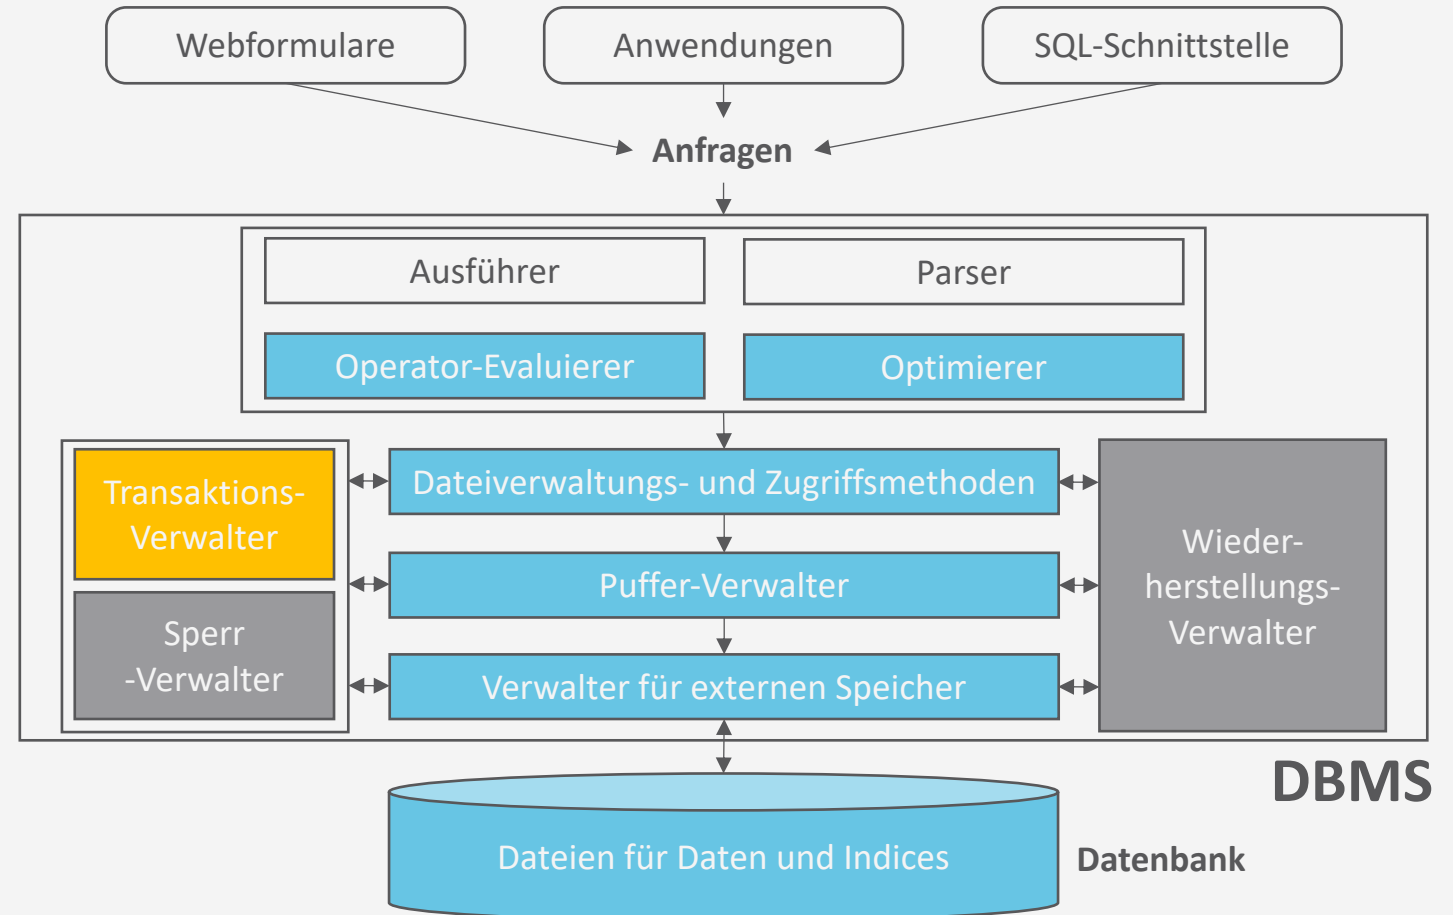 Webformulare
Anwendungen
SQL-Schnittstelle
Anfragen
Ausführer
Parser
Operator-Evaluierer
Optimierer
Transaktions-
Verwalter
Sperr
-Verwalter
Dateiverwaltungs- und Zugriffsmethoden
Puffer-Verwalter
Verwalter für externen Speicher
Wieder-
herstellungs-
Verwalter
DBMS
Dateien für Daten und Indices
Datenbank